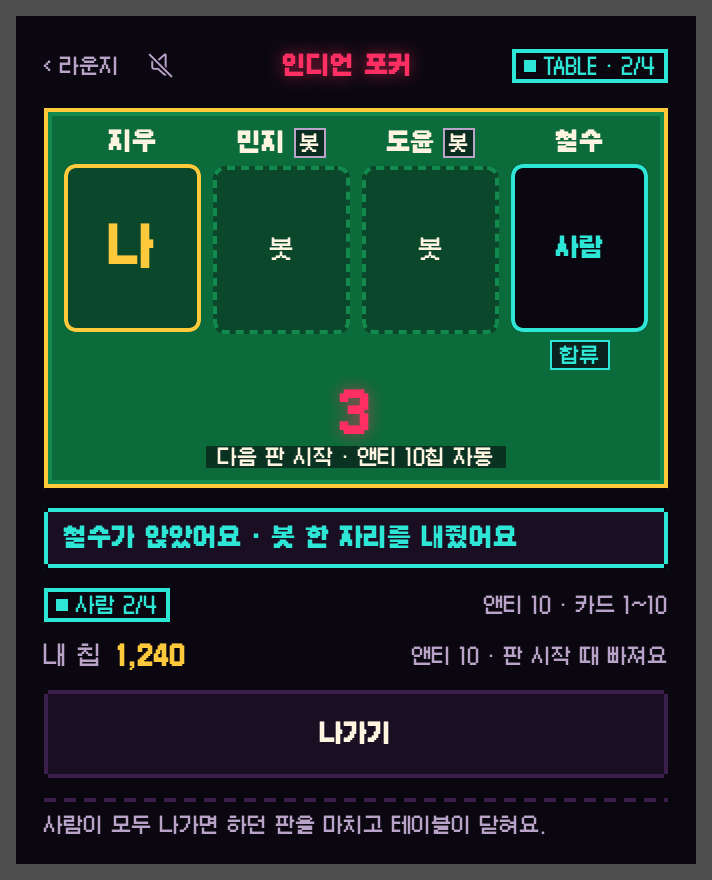 ‹ 라운지
인디언 포커
TABLE · 2/4
지우
민지 봇
도윤 봇
철수
나
봇
봇
사람
합류
3
다음 판 시작 · 앤티 10칩 자동
철수가 앉았어요 · 봇 한 자리를 내줬어요
사람 2/4
앤티 10 · 카드 1~10
내 칩 1,240
앤티 10 · 판 시작 때 빠져요
나가기
사람이 모두 나가면 하던 판을 마치고 테이블이 닫혀요.